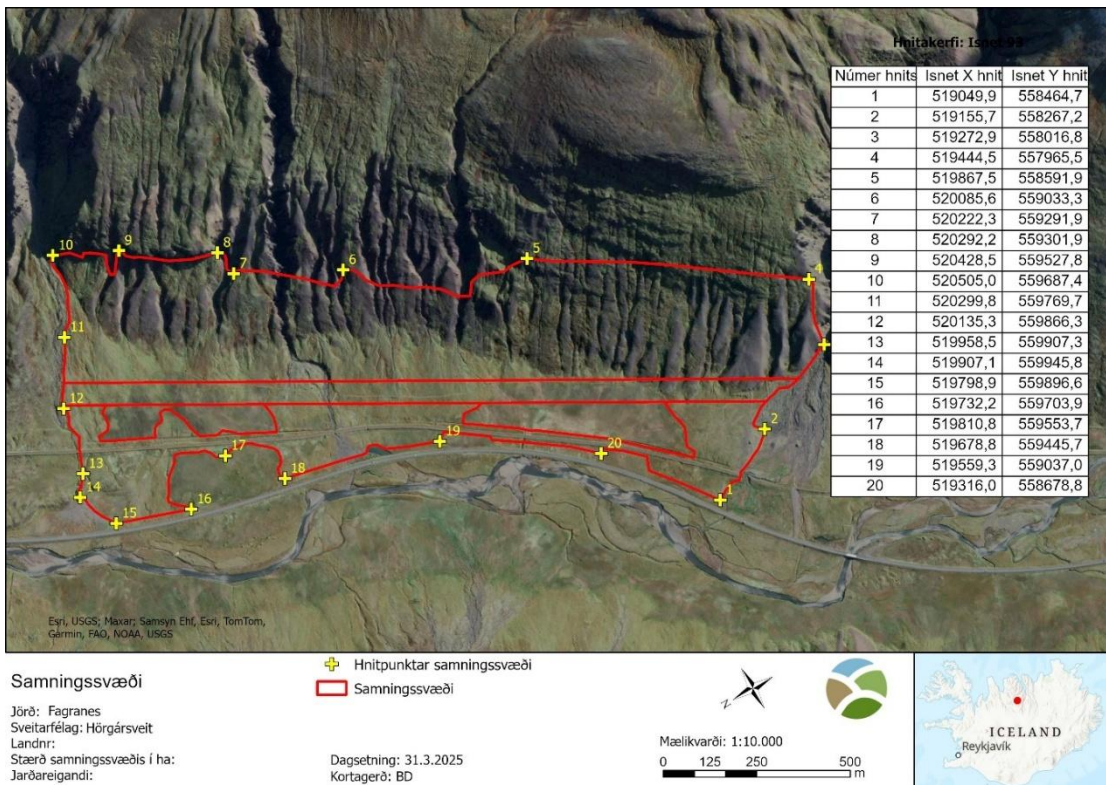 Hnitakerfi: Isnet 93
Númer hnits Isnet X hnit Isnet Y hnit
1 519049,9 558464,7
2 519155,7 558267,2
3 519272,9 558016,8
4 519444,5 557965,5
5 519867,5 558591,9
6 520085,6 559033,3
7 520222,3 559291,9
8 520292,2 559301,9
9 520428,5 559527,8
10 520505,0 559687,4
11 520299,8 559769,7
12 520135,3 559866,3
13 519958,5 559907,3
14 519907,1 559945,8
15 519798,9 559896,6
16 519732,2 559703,9
17 519810,8 559553,7
18 519678,8 559445,7
19 519559,3 559037,0
20 519316,0 558678,8
10
9
8
7
6
5
4
11
12
2
13
14
17
18
19
20
15
16
1
Esri, USGS; Maxar; Samsyn Ehf, Esri, TomTom,
Garmin, FAO, NOAA, USGS
Samningssvæði
Jörð: Fagranes
Sveitarfélag: Hörgársveit
Landnr:
Stærð samningssvæðis í ha:
Jarðareigandi:
Hnitpunktar samningssvæði
Samningssvæði
Dagsetning: 31.3.2025
Kortagerð: BD
N
Mælikvarði: 1:10.000
0 125 250 500
m
ICELAND
Reykjavík